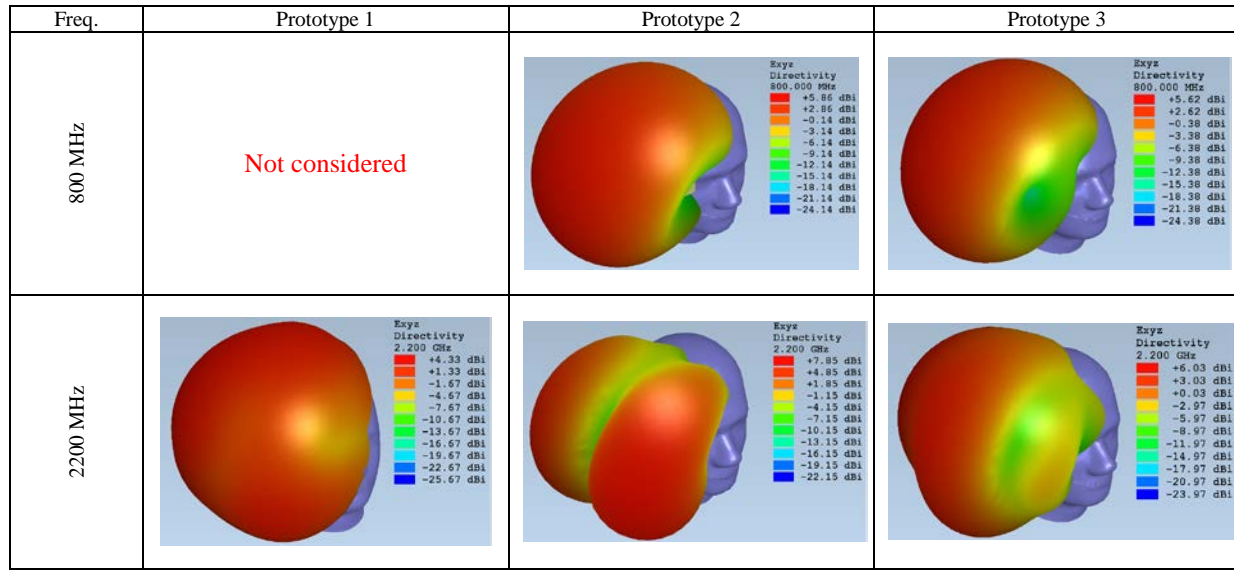 Freq. Prototype 1 Prototype 2 Prototype 3
800 MHz
Not considered
Exyz
Directivity
800.000 MHz
+5.86 dBi
+2.86 dBi
-0.14 dBi
-3.14 dBi
-6.14 dBi
-9.14 dBi
-12.14 dBi
-15.14 dBi
-18.14 dBi
-21.14 dBi
-24.14 dBi
Exyz
Directivity
800.000 MHz
+5.62 dBi
+2.62 dBi
-0.38 dBi
-3.38 dBi
-6.38 dBi
-9.38 dBi
-12.38 dBi
-15.38 dBi
-18.38 dBi
-21.38 dBi
-24.38 dBi
2200 MHz
Exyz
Directivity
2.200 GHz
+4.33 dBi
+1.33 dBi
-1.67 dBi
-4.67 dBi
-7.67 dBi
-10.67 dBi
-13.67 dBi
-16.67 dBi
-19.67 dBi
-22.67 dBi
-25.67 dBi
Exyz
Directivity
2.200 GHz
+7.85 dBi
+4.85 dBi
+1.85 dBi
-1.15 dBi
-4.15 dBi
-7.15 dBi
-10.15 dBi
-13.15 dBi
-16.15 dBi
-19.15 dBi
-22.15 dBi
Exyz
Directivity
2.200 GHz
+6.03 dBi
+3.03 dBi
+0.03 dBi
-2.97 dBi
-5.97 dBi
-8.97 dBi
-11.97 dBi
-14.97 dBi
-17.97 dBi
-20.97 dBi
-23.97 dBi